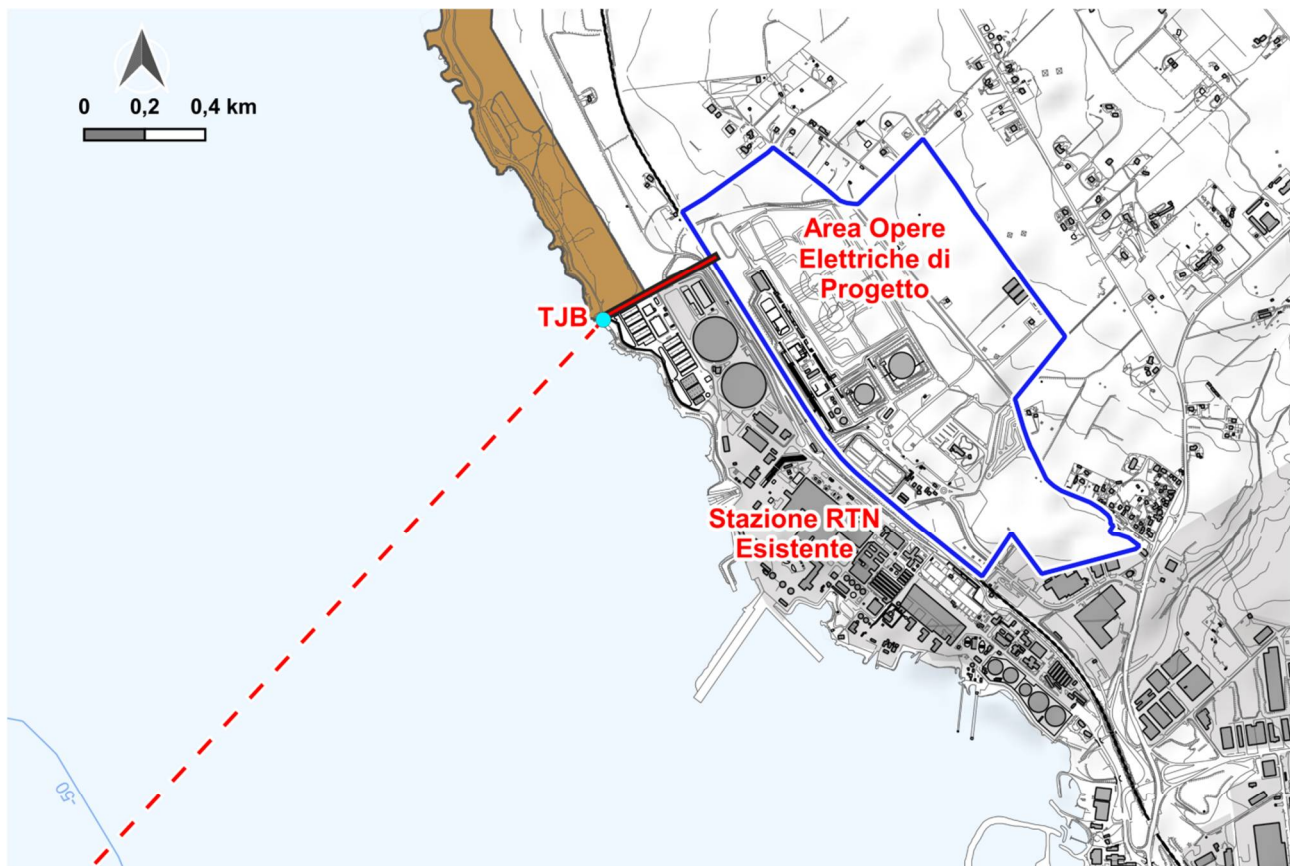 0 0,2 0,4 km
Area Opere
Elettriche di
Progetto
TJB
Stazione RTN
Esistente
-50